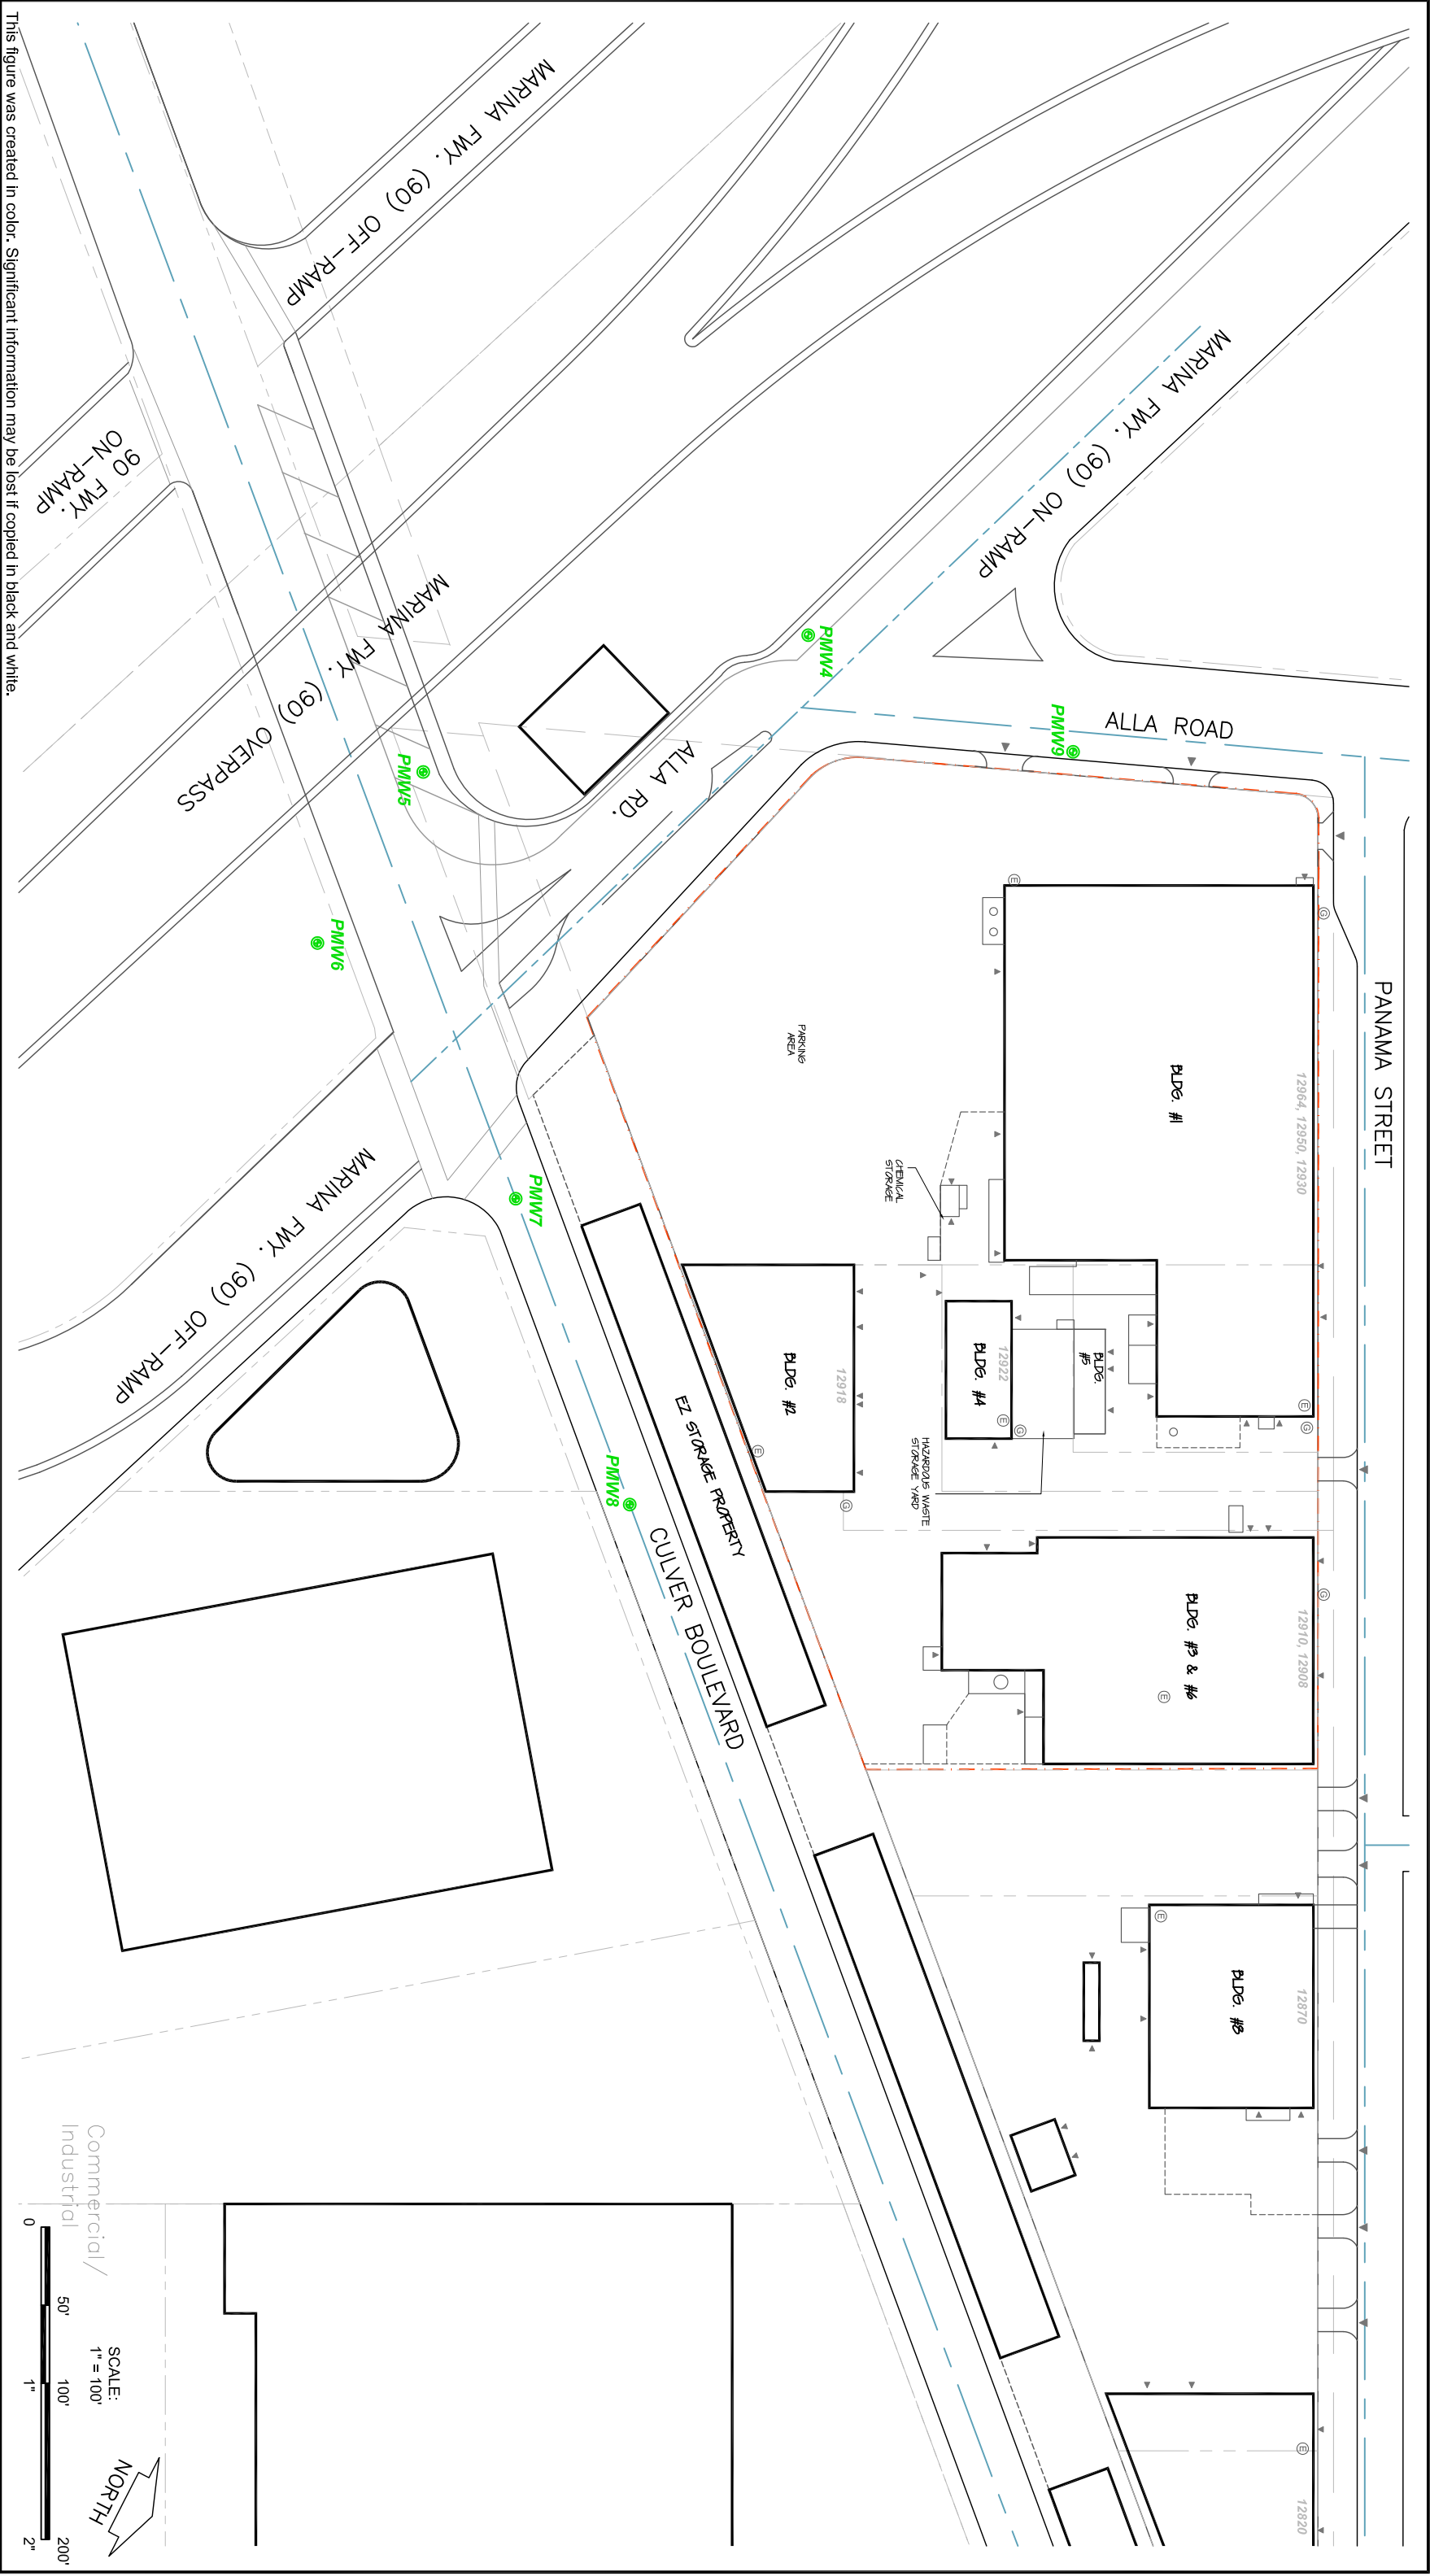 PANAMA STREET
12964, 12950, 12930
BLDG. #1
12910, 12908
BLDG. #3 & #6
12870
BLDG. #8
12820
ALLA ROAD
PMW9
MARINA FWY. (90) ON-RAMP
PMW4
PARKING
AREA
CHEMICAL
STORAGE
BLDG.
#5
12922
BLDG. #4
HAZARDOUS WASTE
STORAGE YARD
12918
BLDG. #2
EZ STORAGE PROPERTY
CULVER BOULEVARD
ALLA RD.
MARINA FWY. (90) OFF-RAMP
MARINA FWY. (90)
OVERPASS
PMW5
PMW6
PMW7
PMW8
90 FWY.
ON-RAMP
MARINA FWY. (90) OFF-RAMP
Commercial/
Industrial
SCALE:
1" = 100'
0 50' 100' 200'
1" 2"
NORTH
E
G
E
G
E
G
E
G
G
E
E
E
This figure was created in color. Significant information may be lost if copied in black and white.